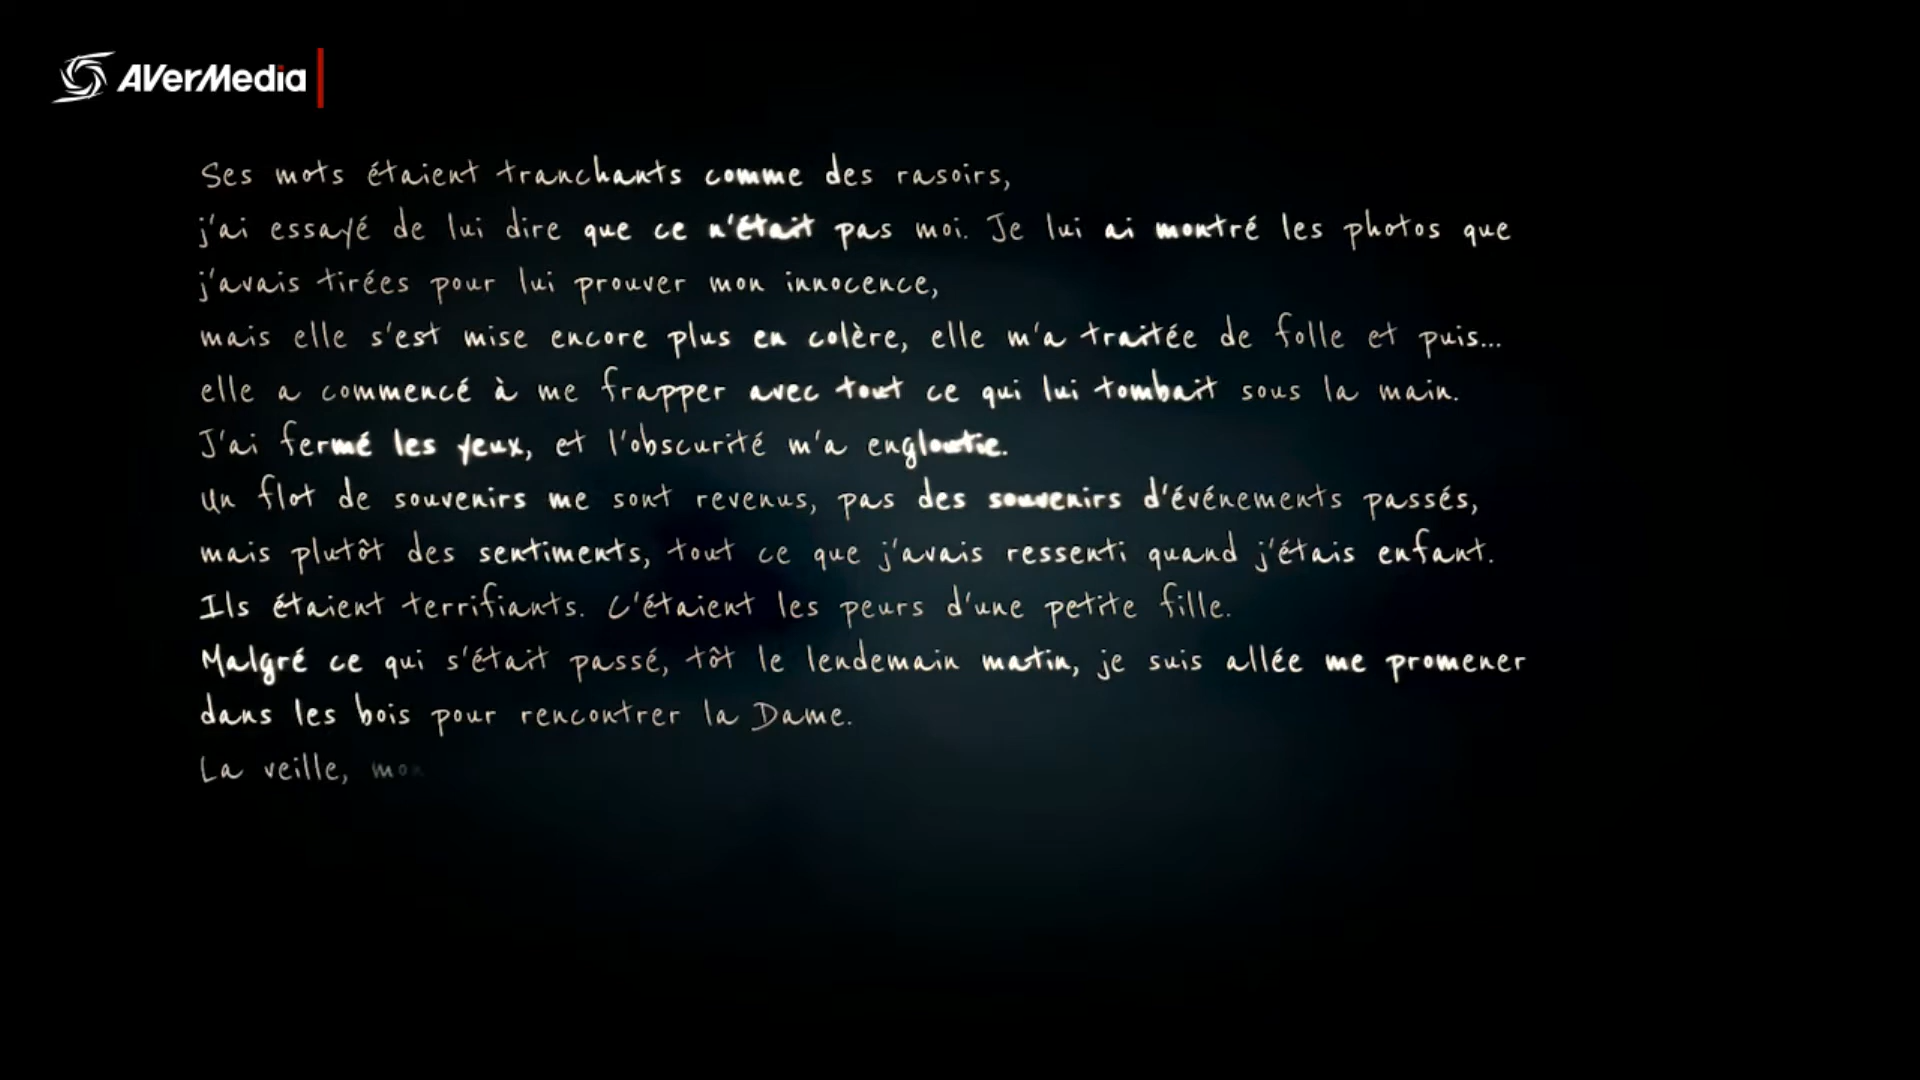 AVerMedia
Ses mots étaient tranchants comme des rasoirs,
j'ai essayé de lui dire que ce n'était pas moi. Je lui ai montré les photos que
j'avais tirées pour lui prouver mon innocence,
mais elle s'est mise encore plus en colère, elle m'a traitée de folle et puis...
elle a commencé à me frapper avec tout ce qui lui tombait sous la main.
J'ai fermé les yeux, et l'obscurité m'a engloutie.
Un flot de souvenirs me sont revenus, pas des souvenirs d'événements passés,
mais plutôt des sentiments, tout ce que j'avais ressenti quand j'étais enfant.
Ils étaient terrifiants. C'étaient les peurs d'une petite fille.
Malgré ce qui s'était passé, tôt le lendemain matin, je suis allée me promener
dans les bois pour rencontrer la Dame.
La veille,